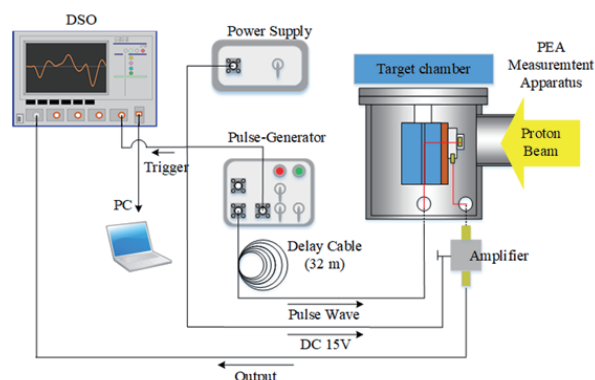 DSO
Power Supply
PEA
Measurememt
Apparatus
Target chamber
Pulse-Generator
Proton
Beam
Trigger
PC
Delay Cable
(32 m)
Amplifier
Pulse Wave
DC 15V
Output